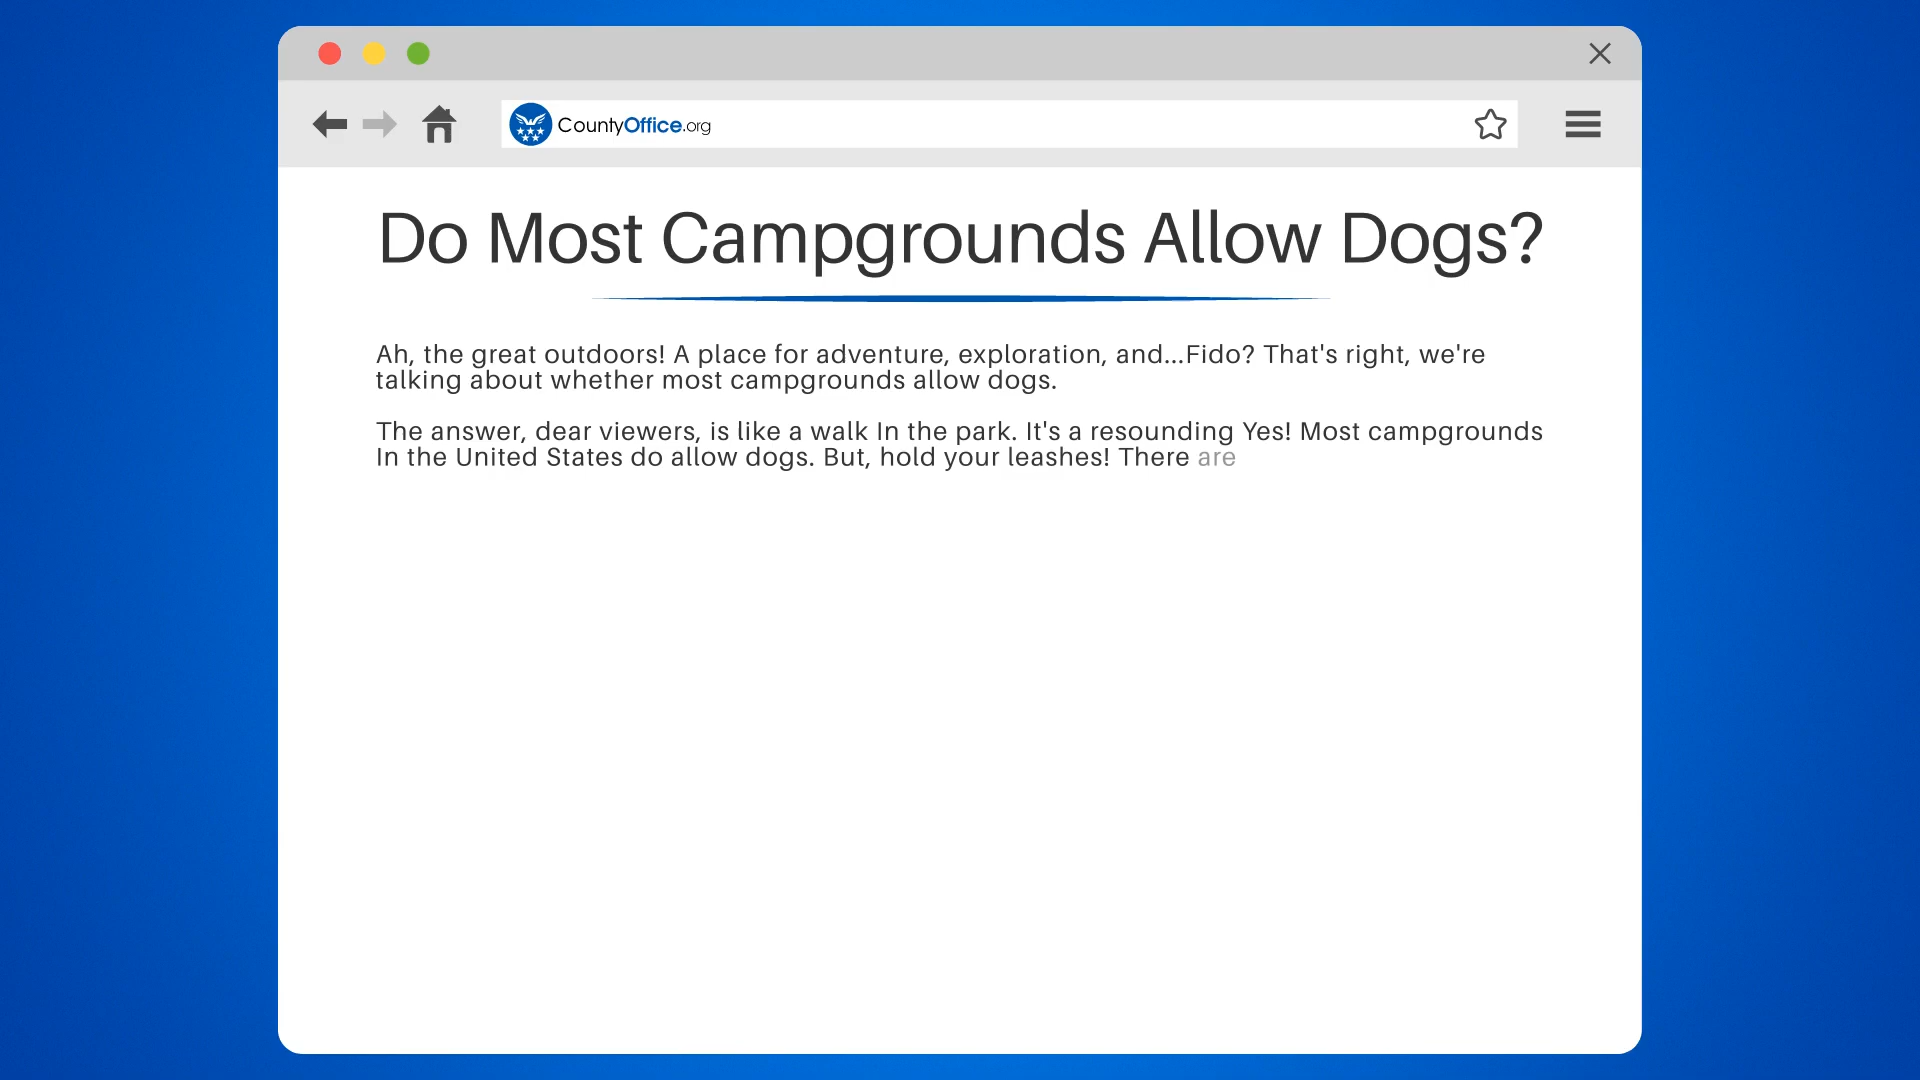 CountyOffice.org
Do Most Campgrounds Allow Dogs?
Ah, the great outdoors! A place for adventure, exploration, and...Fido? That's right, we're
talking about whether most campgrounds allow dogs.
The answer, dear viewers, is like a walk In the park. It's a resounding Yes! Most campgrounds
In the United States do allow dogs. But, hold your leashes! There are